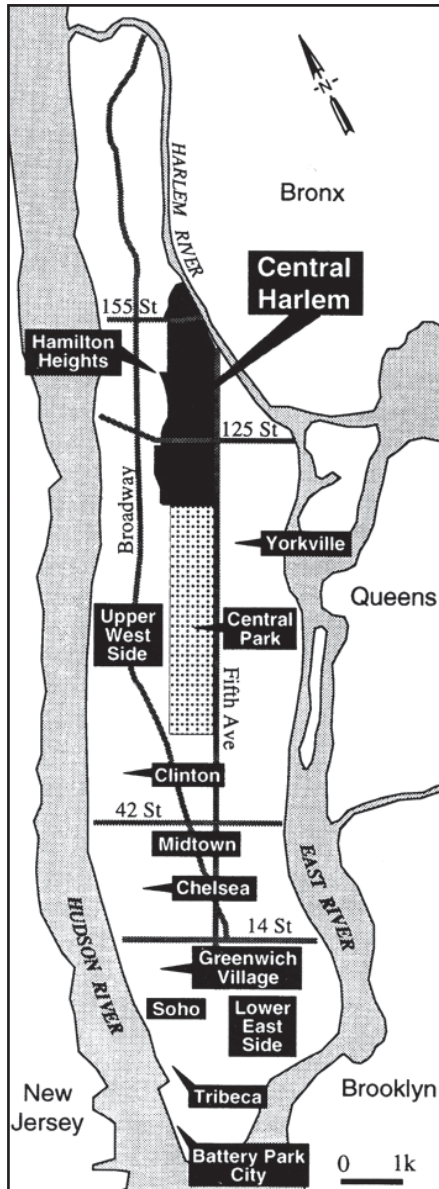 N
HARLEM RIVER
Bronx
Central
Harlem
155 St
Hamilton
Heights
125 St
Broadway
Yorkville
Queens
Upper
West
Side
Central
Park
Fifth Ave
Clinton
42 St
Midtown
Chelsea
EAST RIVER
HUDSON RIVER
14 St
Greenwich
Village
Soho
Lower
East
Side
New
Jersey
Tribeca
Brooklyn
Battery Park
City
0 1k